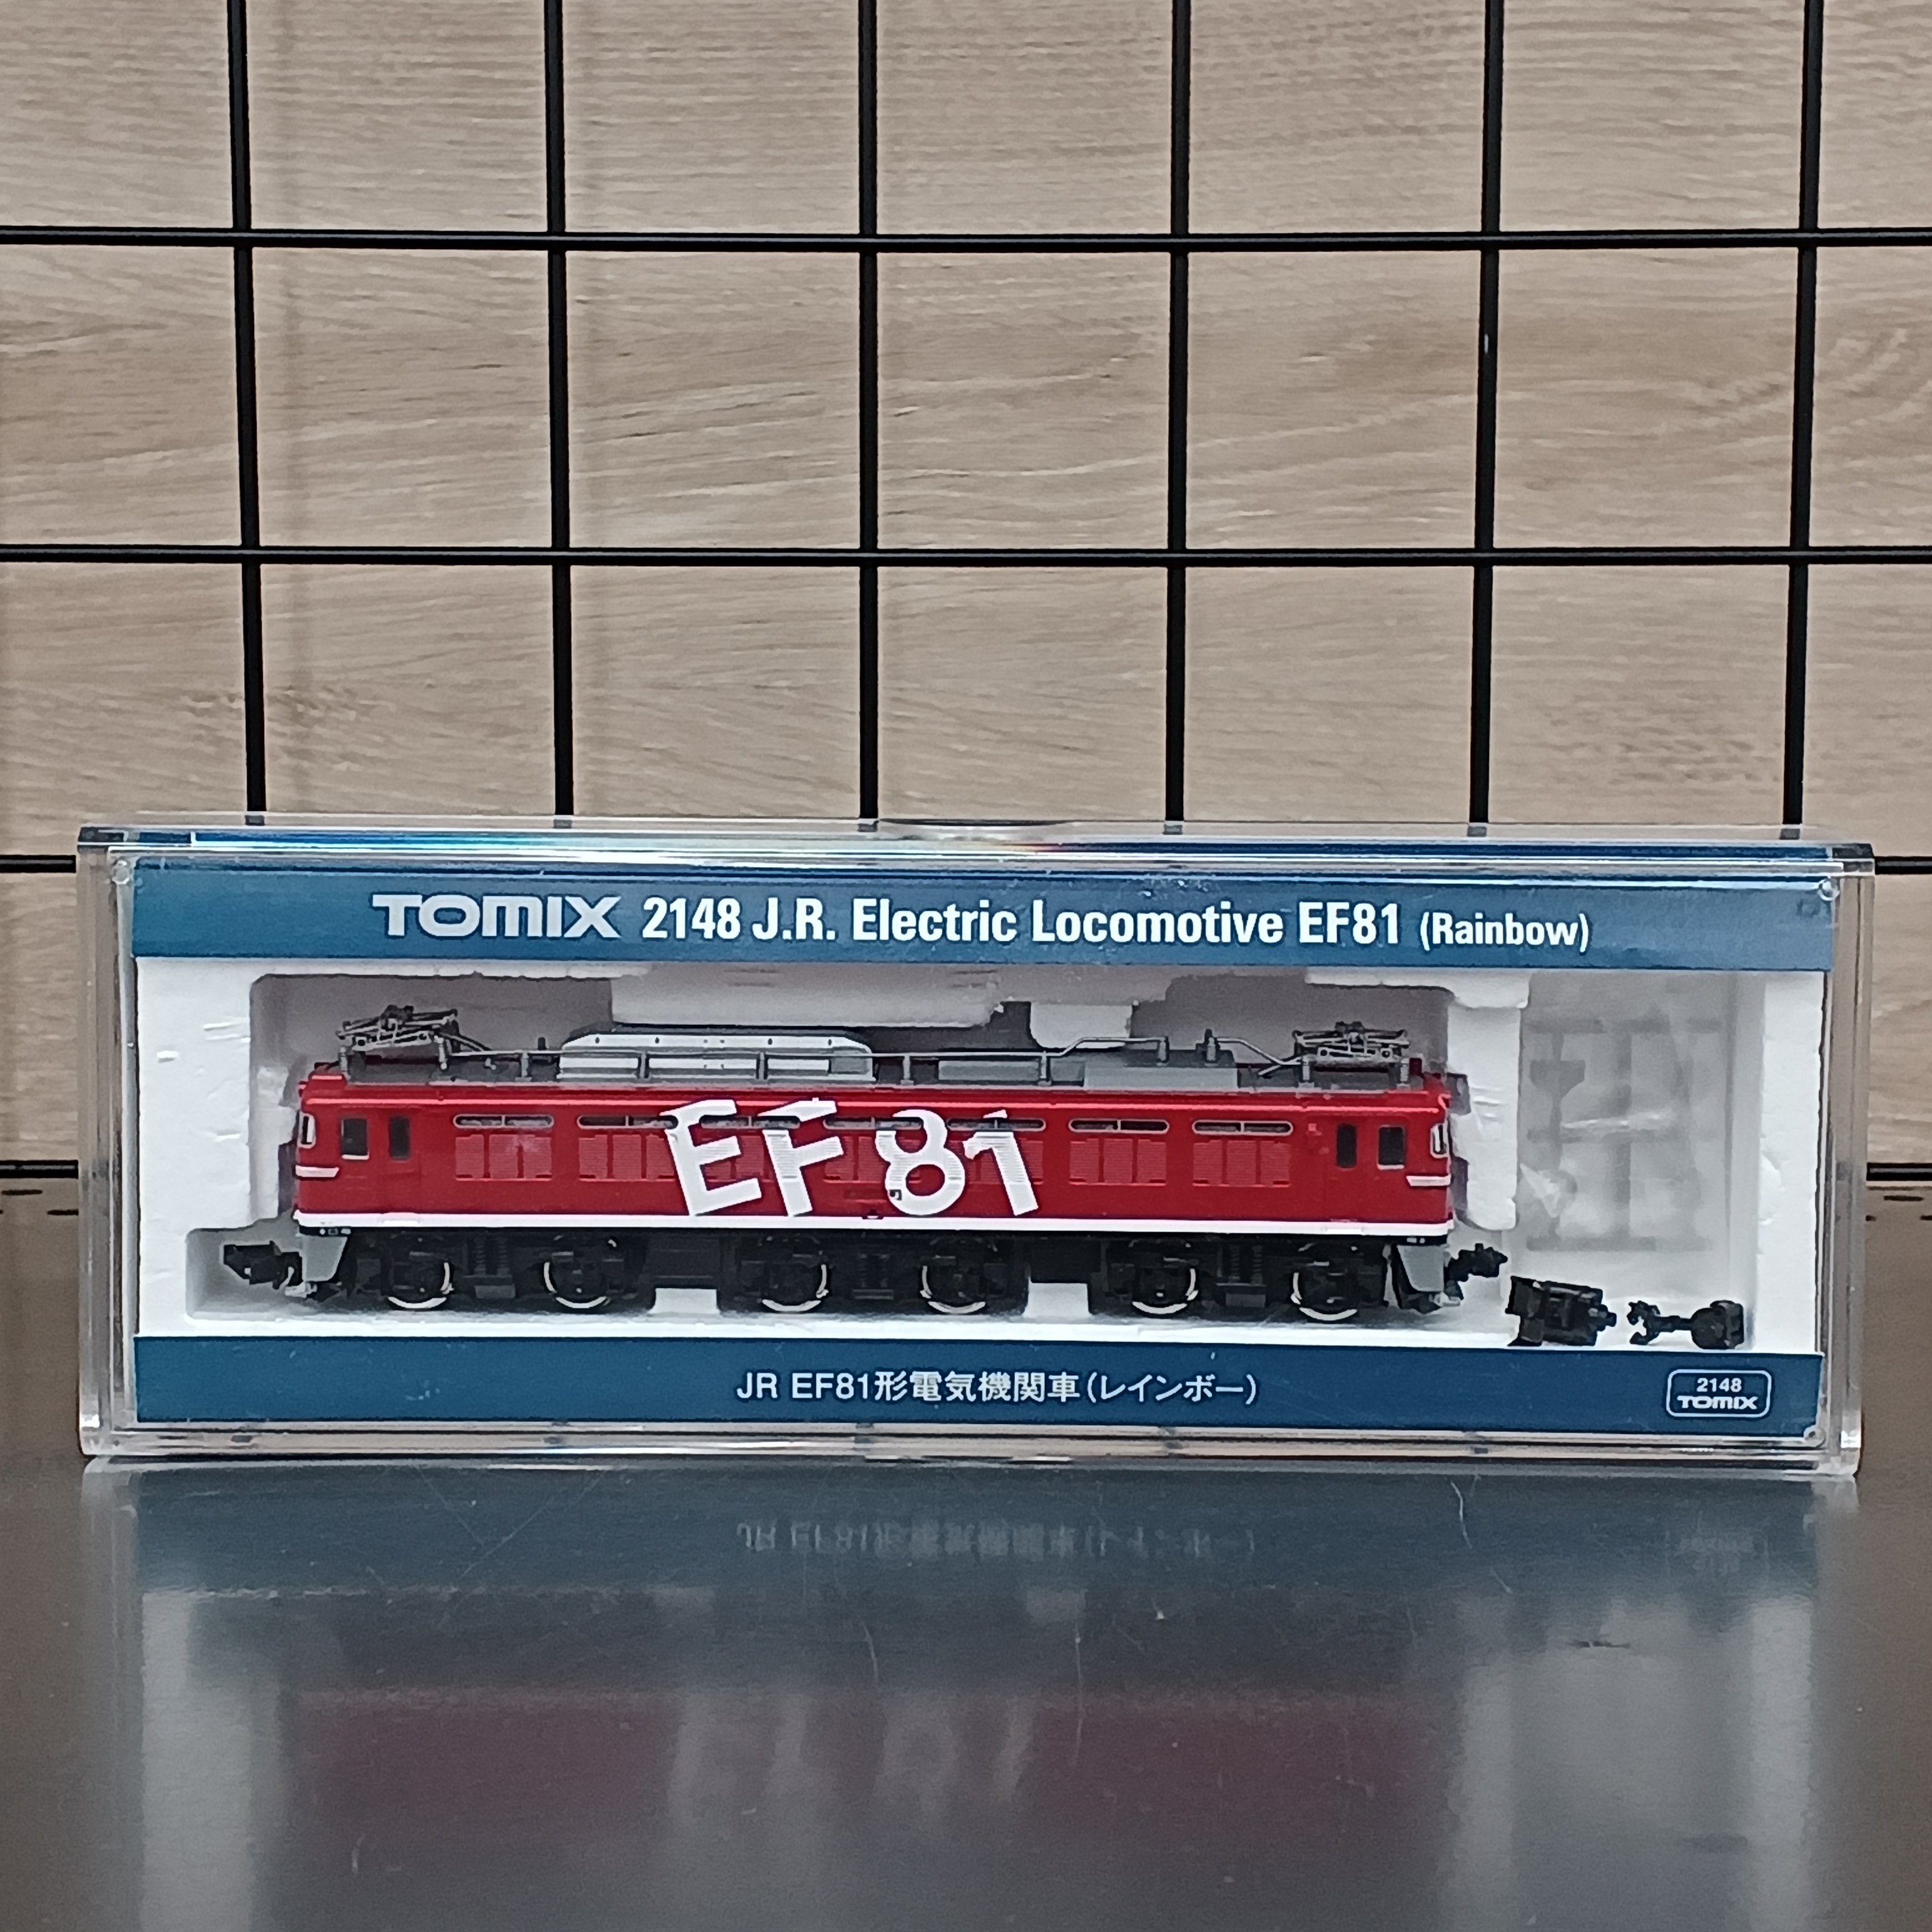 TOMIX 2148 J.R. Electric Locomotive EF81 (Rainbow)
EF81
JR EF81形電気機関車(レインボー)
2148
TOMIX